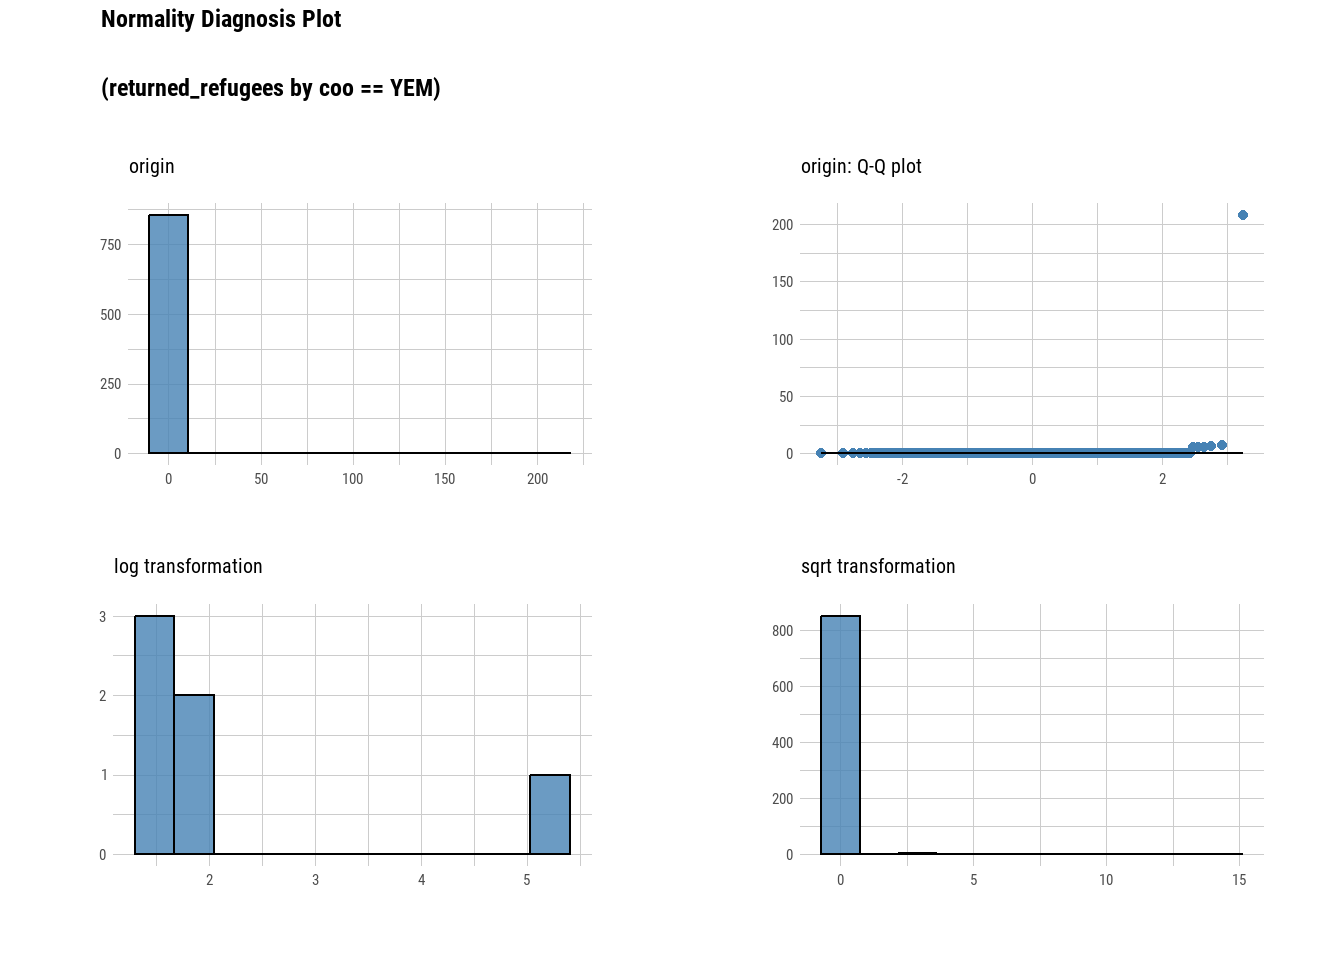 Normality Diagnosis Plot
(returned_refugees by coo == YEM)
origin
750
500
250
0
0 50 100 150 200
origin: Q-Q plot
200
150
100
50
0
-2 0 2
log transformation
3
2
1
0
2 3 4 5
sqrt transformation
800
600
400
200
0
0 5 10 15